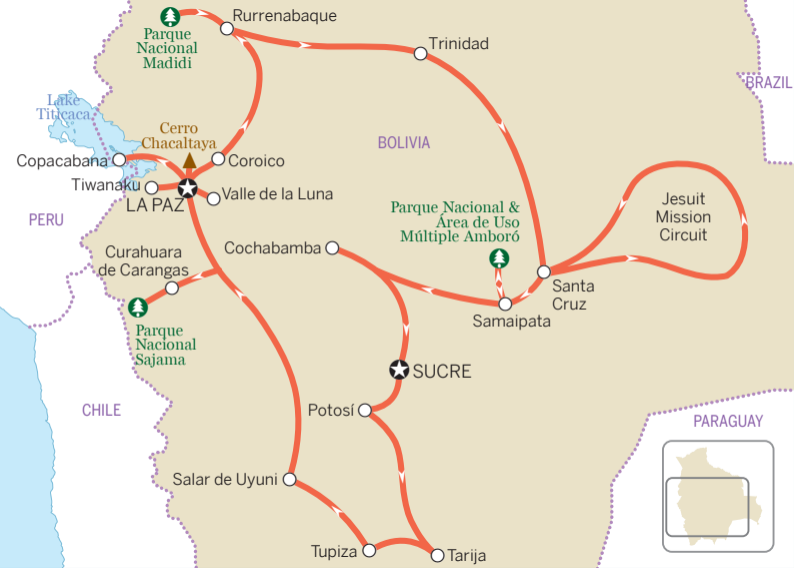 Rurrenabaque
Parque
Nacional
Madidi
Trinidad
BRAZIL
Lake
Titicaca
Cerro
Chacaltaya
BOLIVIA
Copacabana
Coroico
Tiwanaku
LA PAZ
Valle de la Luna
Parque Nacional &
Área de Uso
Múltiple Amboró
Jesuit
Mission
Circuit
PERU
Curahuara
de Carangas
Cochabamba
Santa
Cruz
Samaipata
Parque
Nacional
Sajama
SUCRE
CHILE
Potosí
PARAGUAY
Salar de Uyuni
Tupiza
Tarija